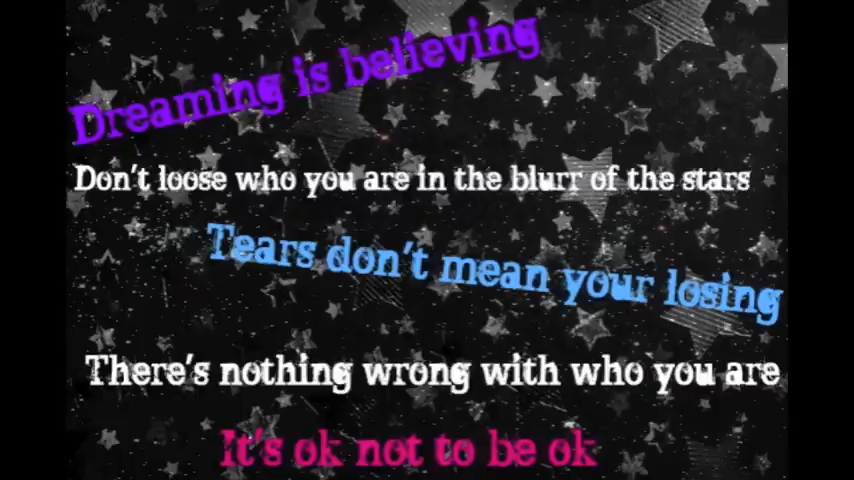 Dreaming is believing
Don't loose who you are in the blurr of the stars
Tears don't mean your losing
There's nothing wrong with who you are
It's ok not to be ok